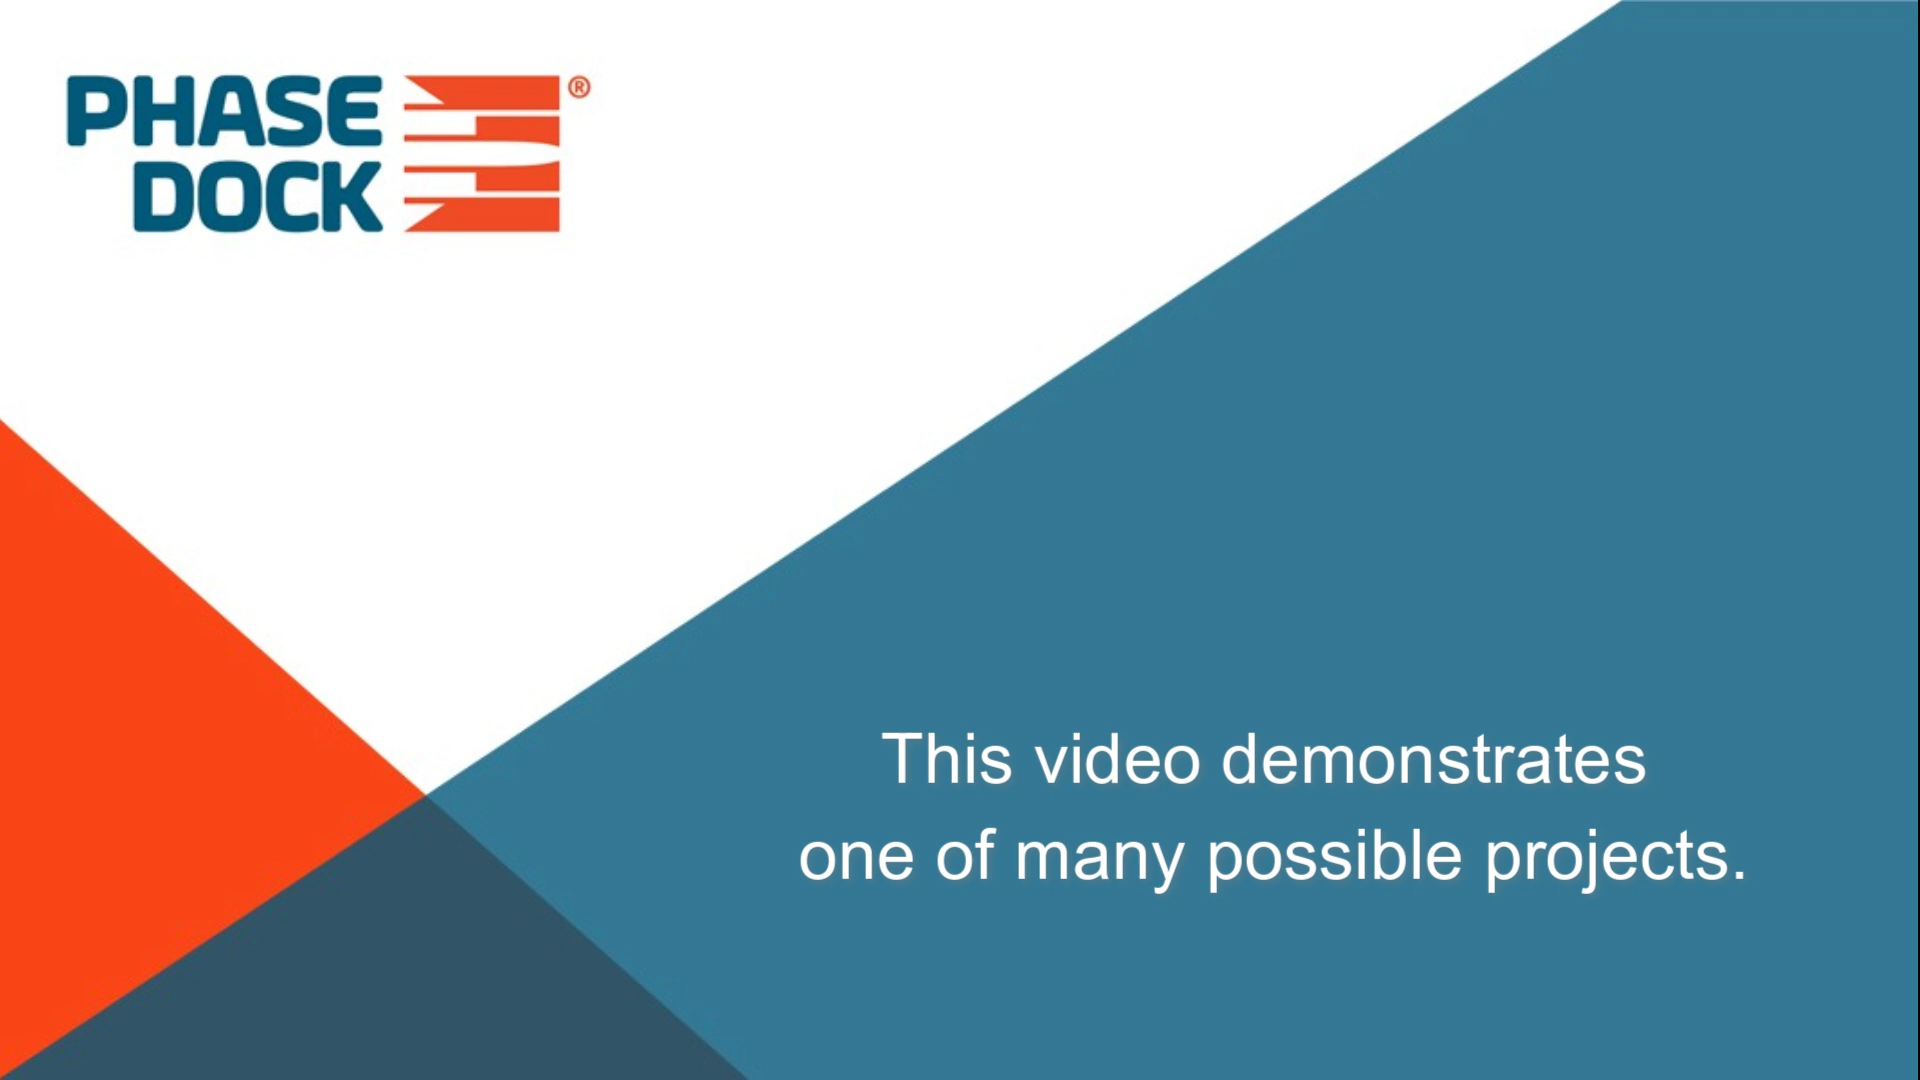 PHASE
DOCK
®
This video demonstrates
one of many possible projects.